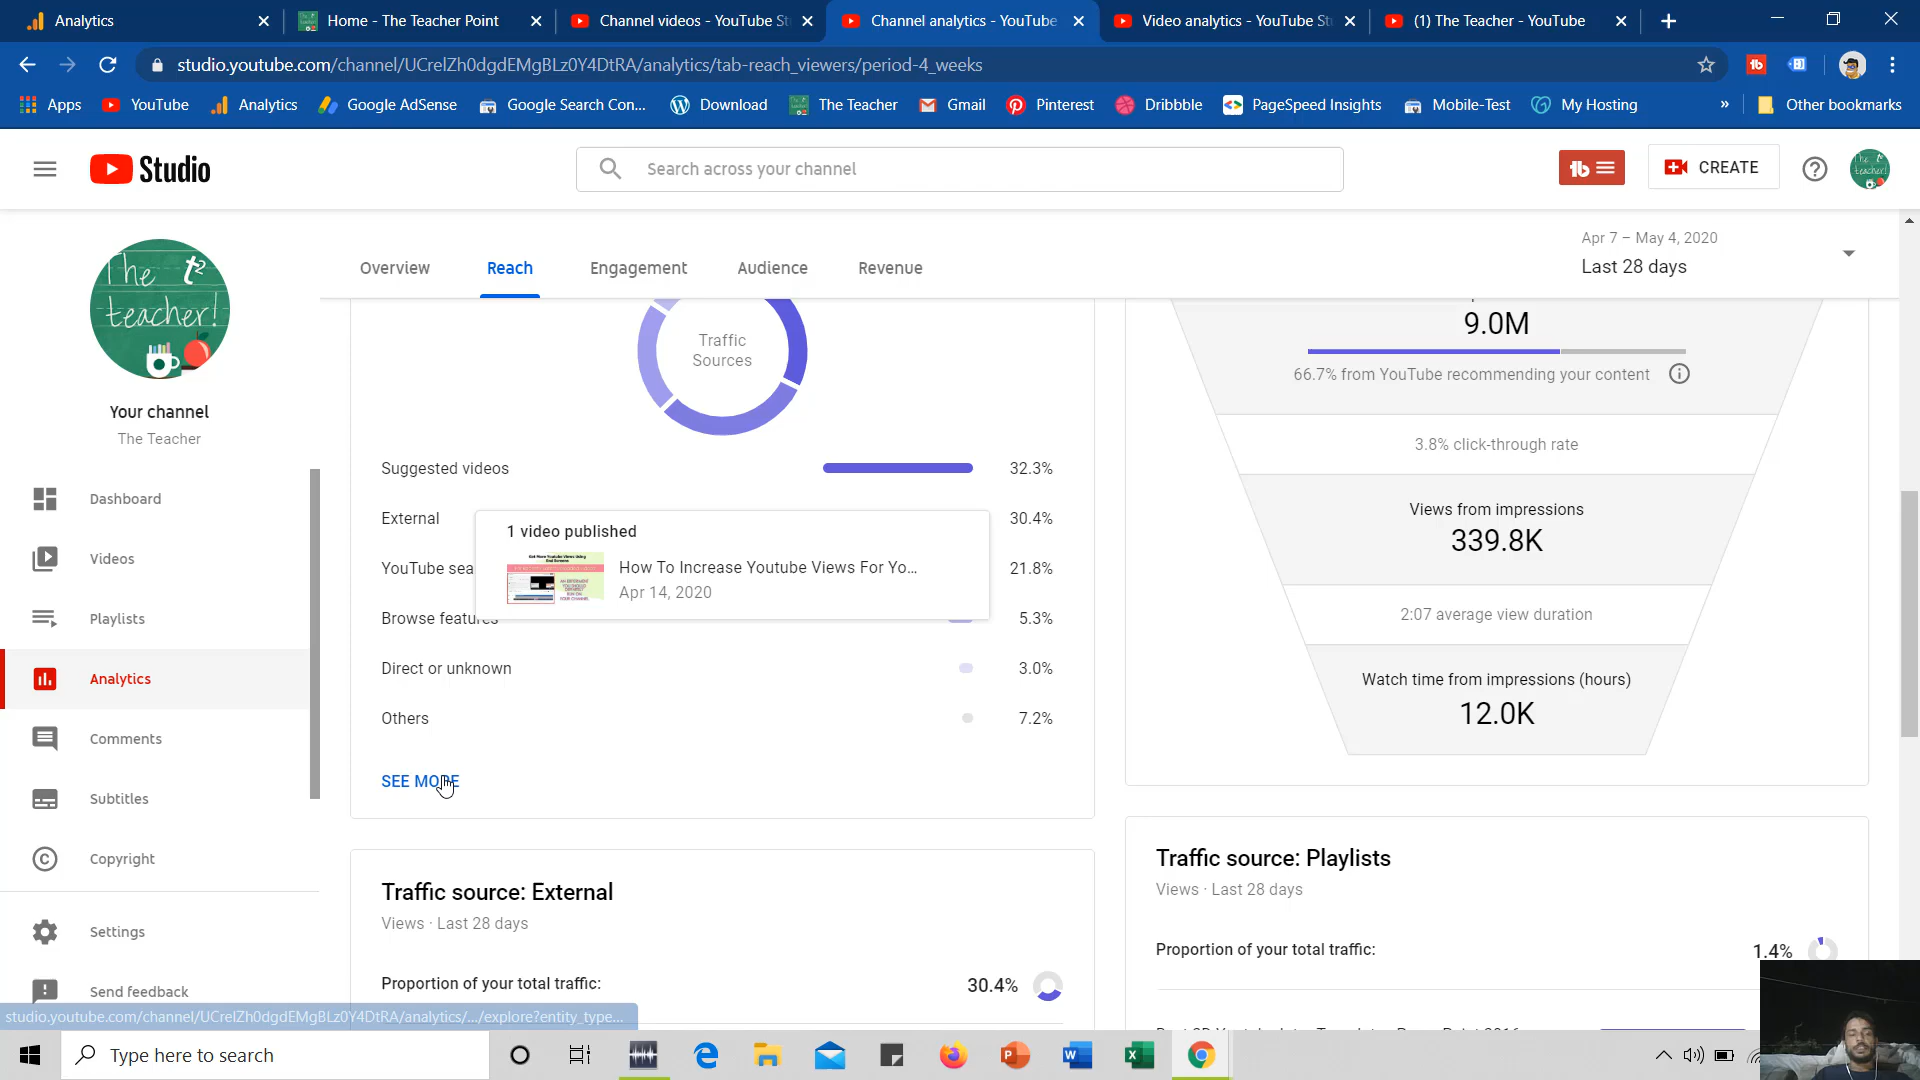 Analytics
Home - The Teacher Point
Channel videos - YouTube St
Channel analytics - YouTube
Video analytics - YouTube St
(1) The Teacher - YouTube
studio.youtube.com/channel/UCrelZh0dgdEMgBLz0Y4DtRA/analytics/tab-reach_viewers/period-4_weeks
Apps
YouTube
Analytics
Google AdSense
Google Search Con...
Download
The Teacher
Gmail
Pinterest
Dribbble
PageSpeed Insights
Mobile-Test
My Hosting
»
Other bookmarks
Studio
Search across your channel
CREATE
The t² teacher!
Your channel
The Teacher
Dashboard
Videos
Playlists
Analytics
Comments
Subtitles
Copyright
Settings
Send feedback
Overview
Reach
Engagement
Audience
Revenue
Apr 7 – May 4, 2020
Last 28 days
Traffic
Sources
Suggested videos 32.3%
External 30.4%
YouTube sea 21.8%
Browse features 5.3%
Direct or unknown 3.0%
Others 7.2%
1 video published
How To Increase Youtube Views For Yo...
Apr 14, 2020
SEE MORE
9.0M
66.7% from YouTube recommending your content
3.8% click-through rate
Views from impressions
339.8K
2:07 average view duration
Watch time from impressions (hours)
12.0K
Traffic source: External
Views · Last 28 days
Proportion of your total traffic: 30.4%
Traffic source: Playlists
Views · Last 28 days
Proportion of your total traffic: 1.4%
studio.youtube.com/channel/UCrelZh0dgdEMgBLz0Y4DtRA/analytics/.../explore?entity_type...
Type here to search